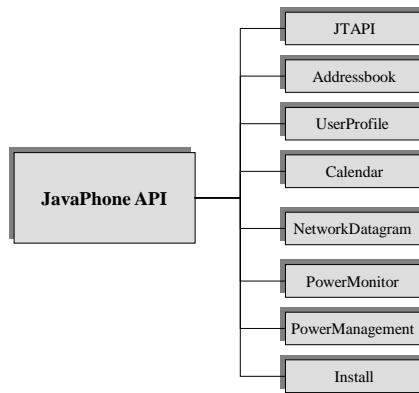 JTAPI
Addressbook
UserProfile
Calendar
JavaPhone API
NetworkDatagram
PowerMonitor
PowerManagement
Install